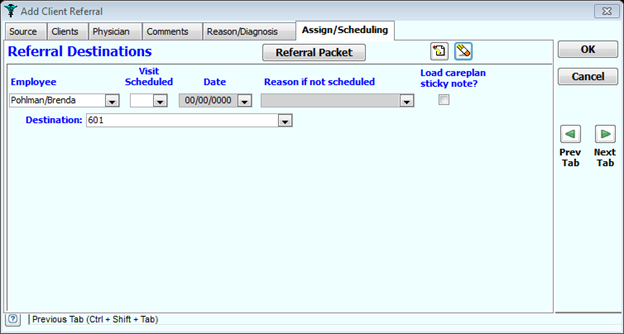 Add Client Referral
Source Clients Physician Comments Reason/Diagnosis Assign/Scheduling
Referral Destinations Referral Packet OK
Cancel
Employee Visit Scheduled Date Reason if not scheduled Load careplan sticky note?
Pohlman/Brenda 00/00/0000
Destination: 601
Prev Tab Next Tab
? Previous Tab (Ctrl + Shift + Tab)